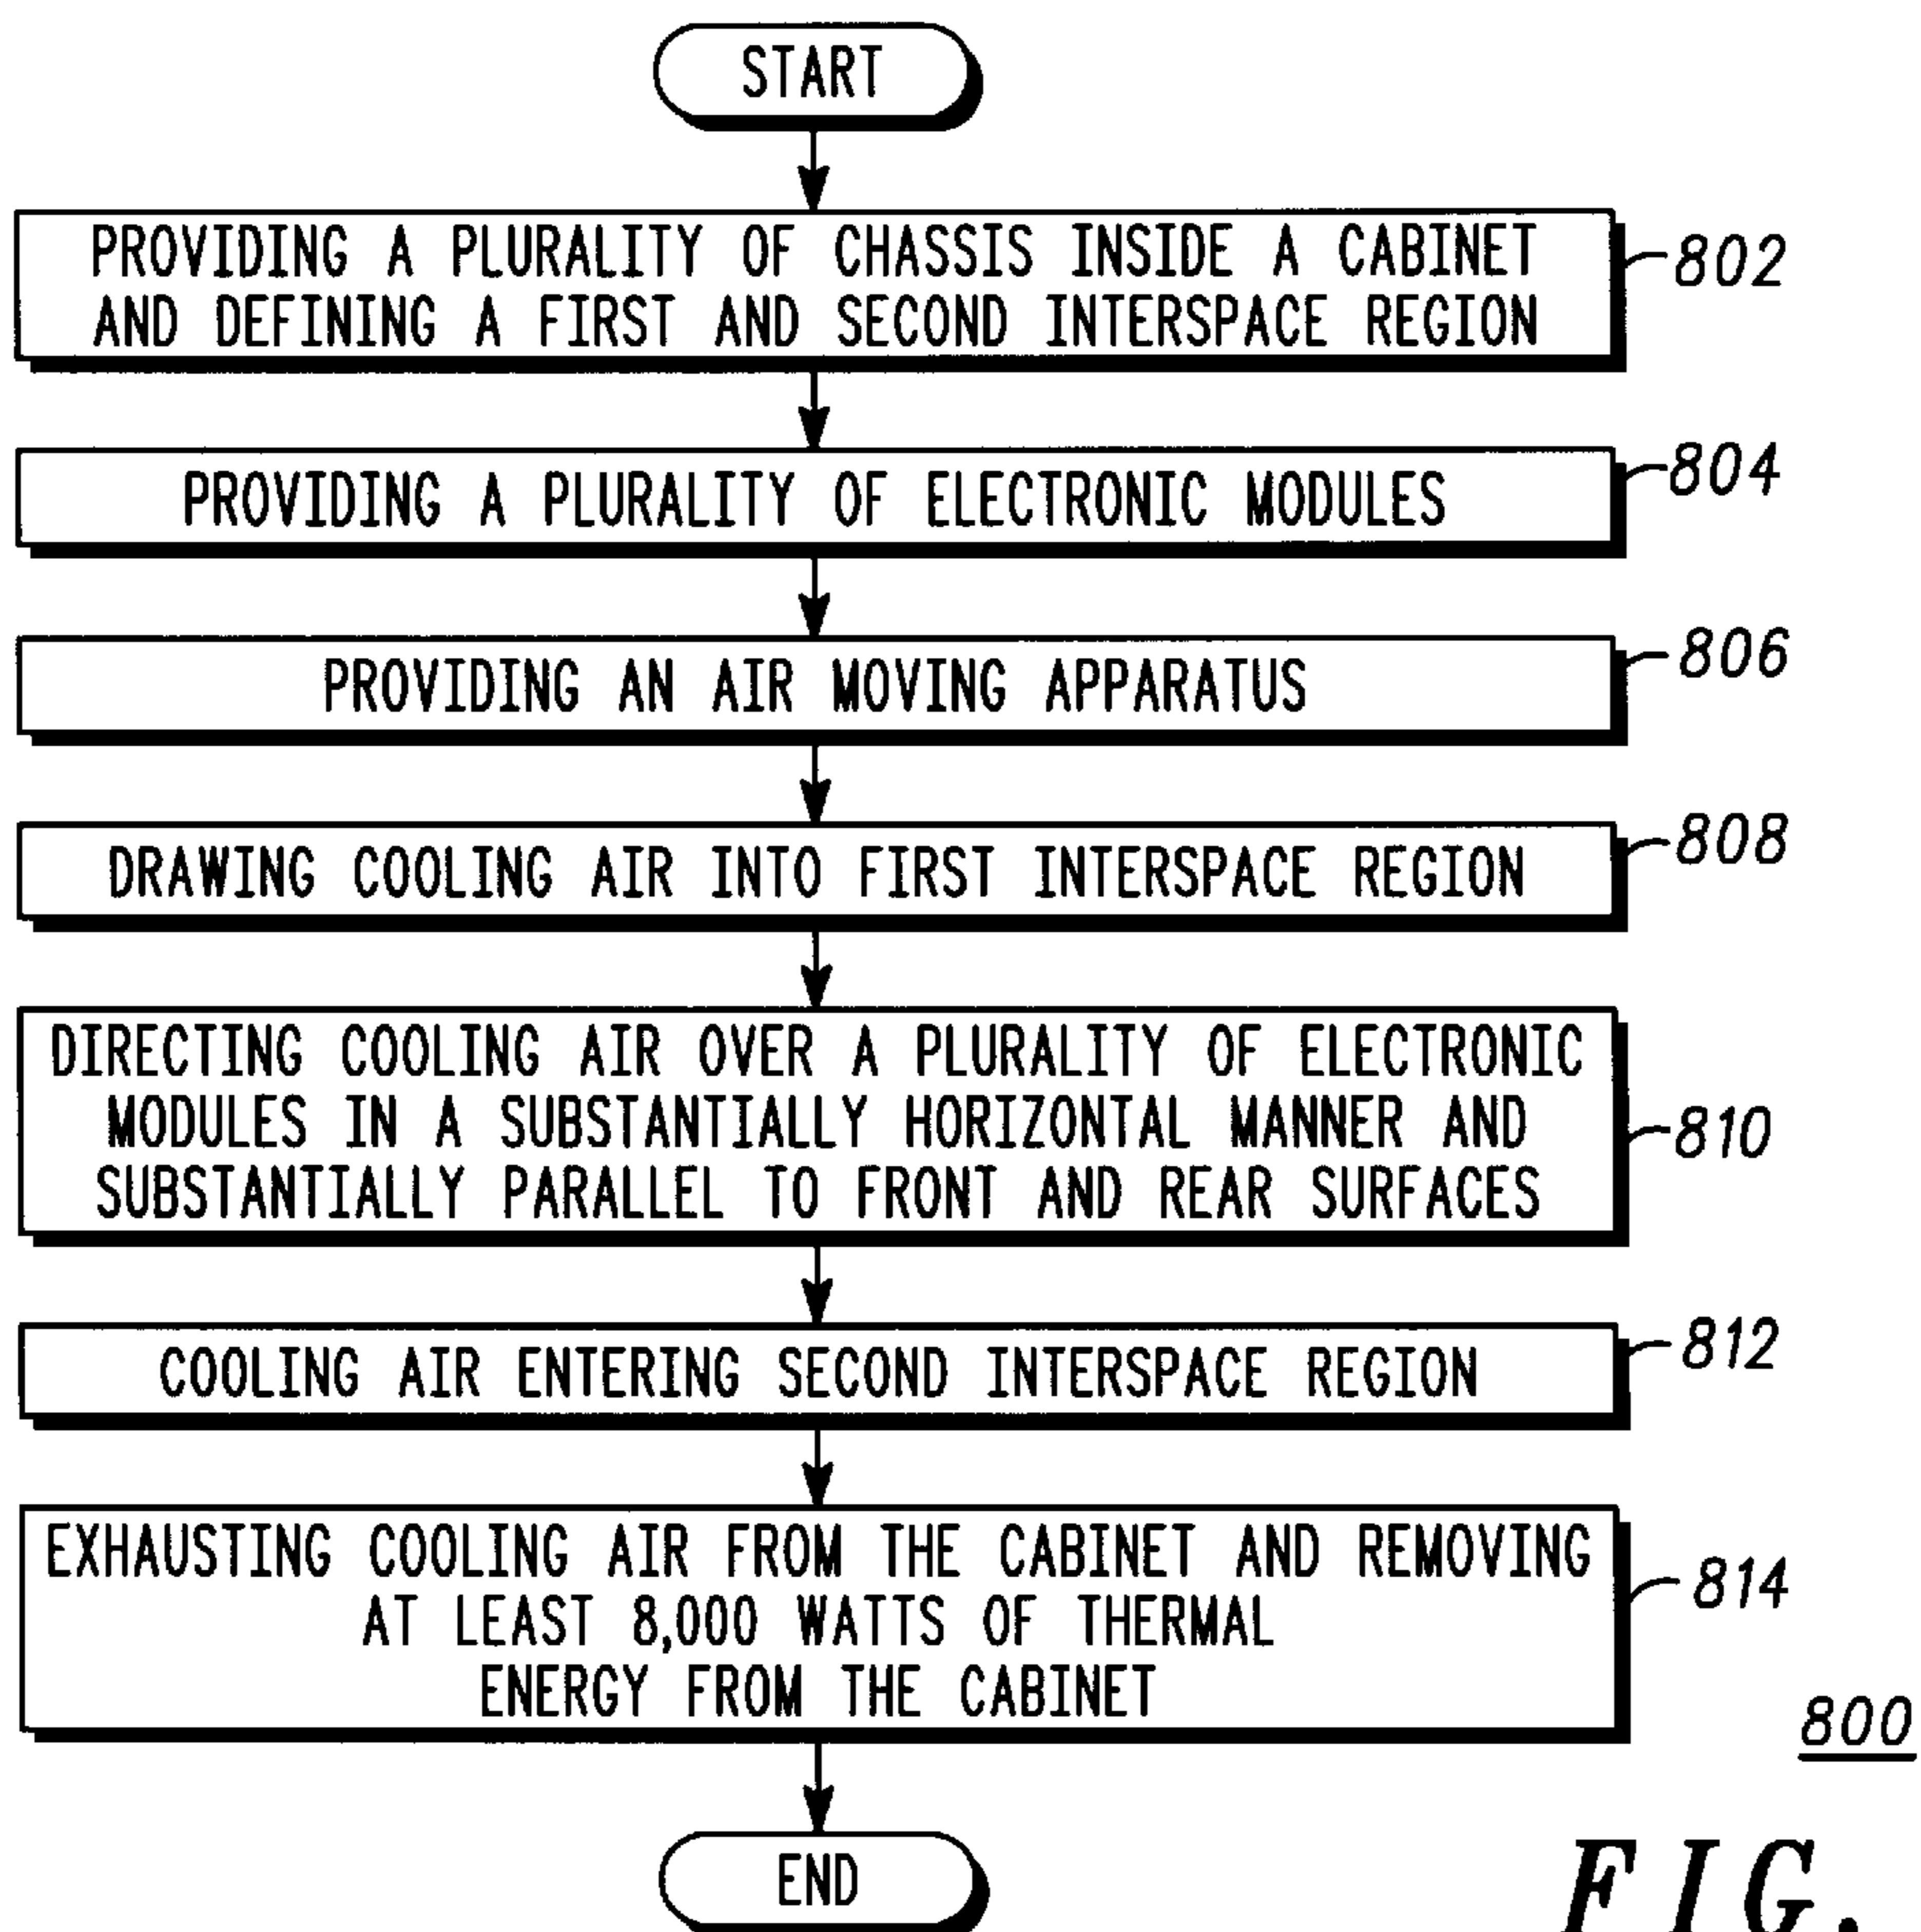 START
PROVIDING A PLURALITY OF CHASSIS INSIDE A CABINET
AND DEFINING A FIRST AND SECOND INTERSPACE REGION
802
PROVIDING A PLURALITY OF ELECTRONIC MODULES
804
PROVIDING AN AIR MOVING APPARATUS
806
DRAWING COOLING AIR INTO FIRST INTERSPACE REGION
808
DIRECTING COOLING AIR OVER A PLURALITY OF ELECTRONIC
MODULES IN A SUBSTANTIALLY HORIZONTAL MANNER AND
SUBSTANTIALLY PARALLEL TO FRONT AND REAR SURFACES
810
COOLING AIR ENTERING SECOND INTERSPACE REGION
812
EXHAUSTING COOLING AIR FROM THE CABINET AND REMOVING
AT LEAST 8,000 WATTS OF THERMAL
ENERGY FROM THE CABINET
814
800
END
FIG.